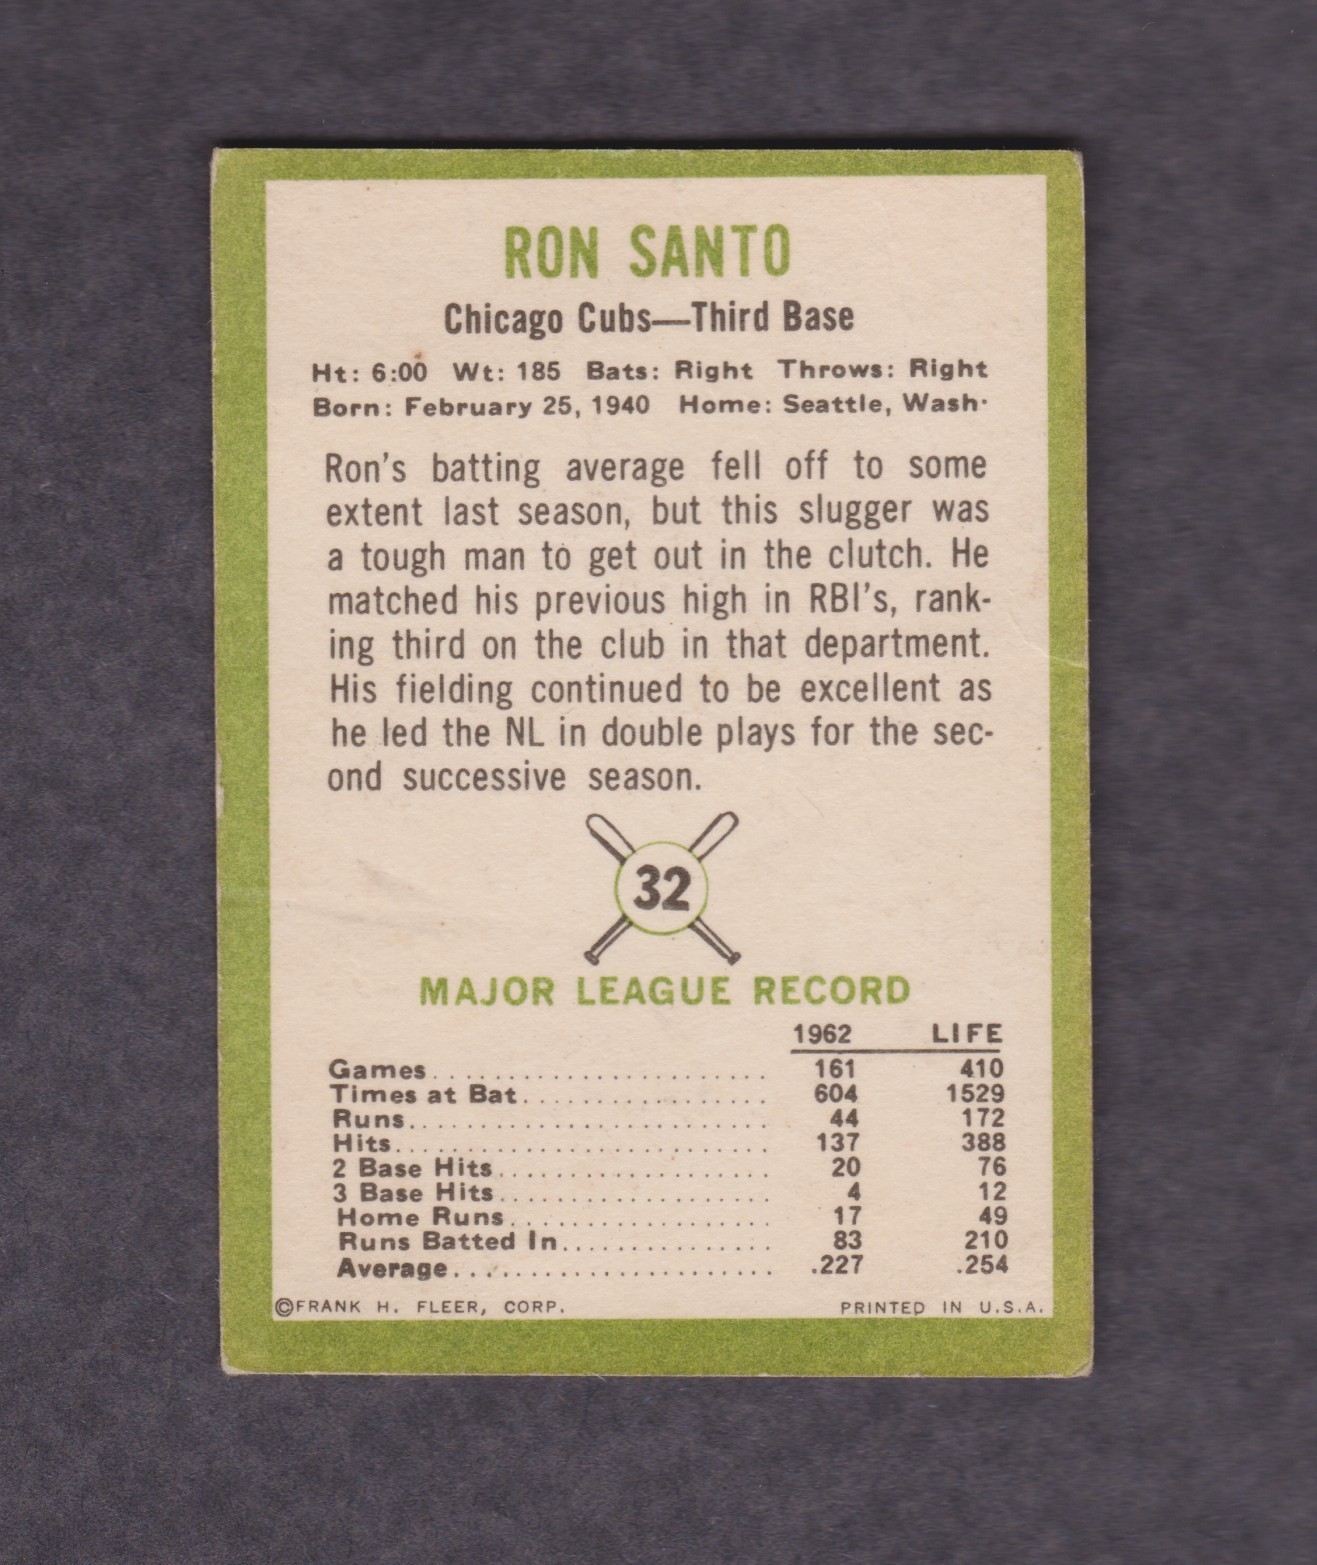 RON SANTO
Chicago Cubs—Third Base
Ht: 6:00 Wt: 185 Bats: Right Throws: Right
Born: February 25, 1940 Home: Seattle, Wash.
Ron's batting average fell off to some
extent last season, but this slugger was
a tough man to get out in the clutch. He
matched his previous high in RBI's, rank-
ing third on the club in that department.
His fielding continued to be excellent as
he led the NL in double plays for the sec-
ond successive season.
32
MAJOR LEAGUE RECORD
1962 LIFE
Games........................ 161 410
Times at Bat................. 604 1529
Runs......................... 44 172
Hits.......................... 137 388
2 Base Hits................... 20 76
3 Base Hits................... 4 12
Home Runs.................. 17 49
Runs Batted In............... 83 210
Average....................... .227 .254
©FRANK H. FLEER, CORP. PRINTED IN U.S.A.